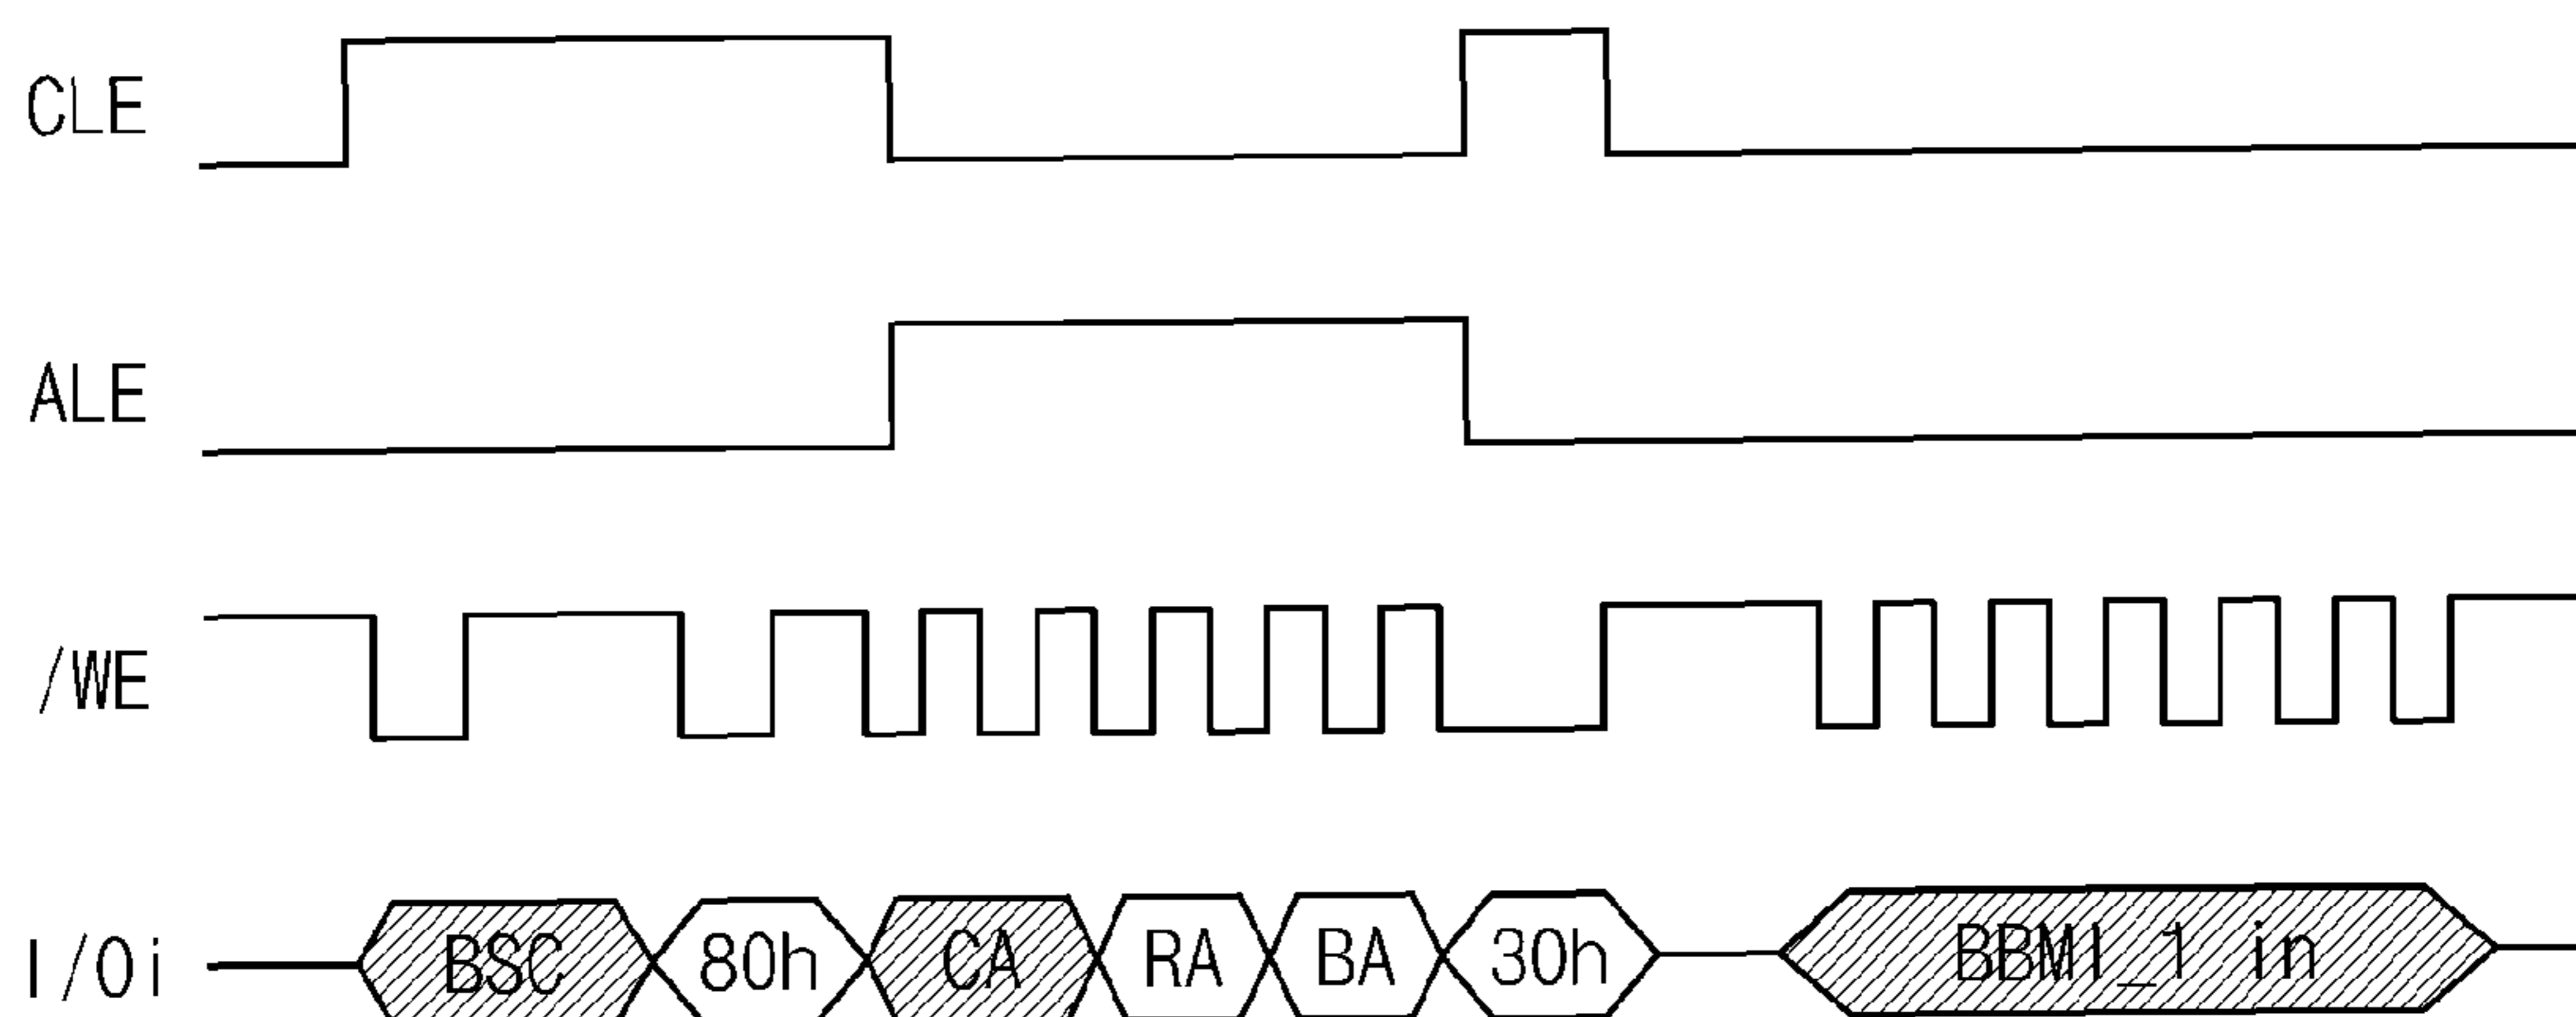 CLE
ALE
/WE
I/Oi BSC 80h CA RA BA 30h BBMI_1 in